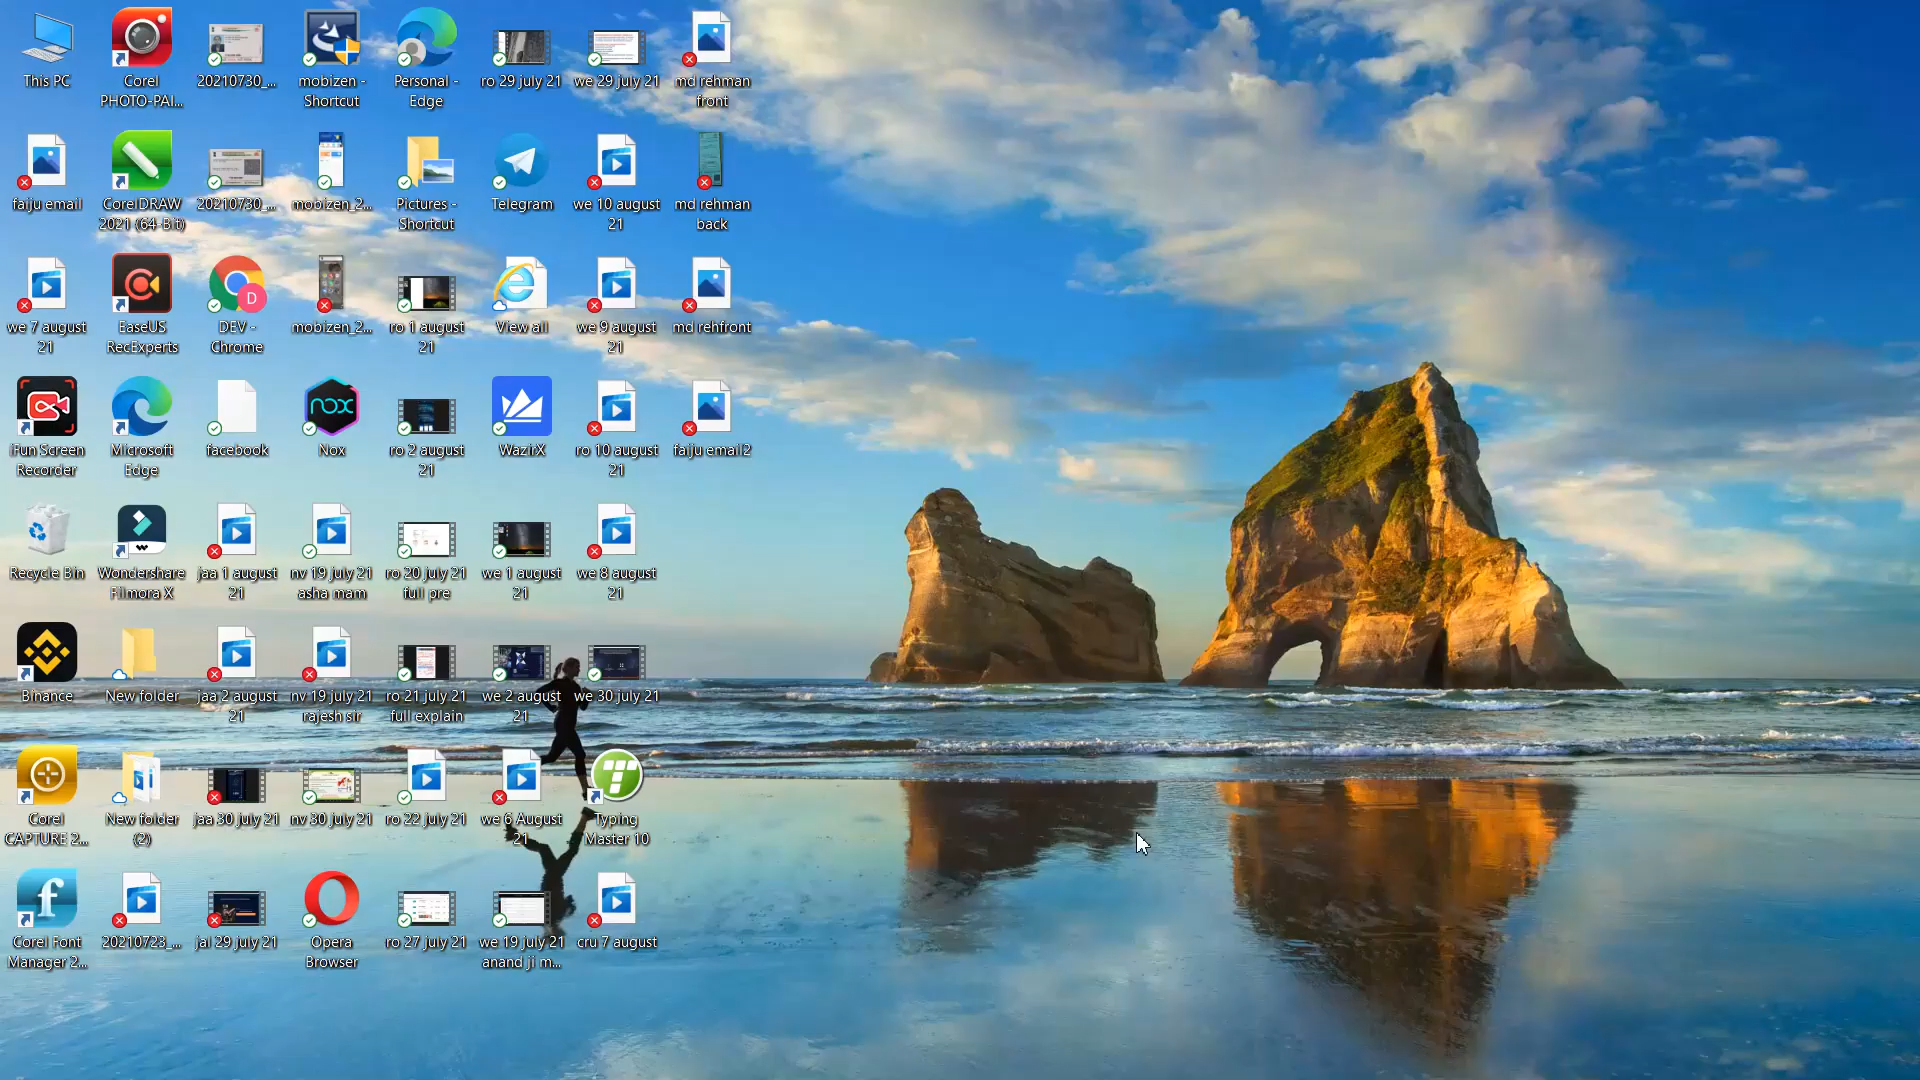 This PC
Corel
PHOTO-PAI...
20210730_...
mobizen -
Shortcut
Personal -
Edge
ro 29 july 21
we 29 july 21
md rehman
front
faiju email
CorelDRAW
2021 (64-Bit)
20210730_...
mobizen_2...
Pictures -
Shortcut
Telegram
we 10 august
21
md rehman
back
we 7 august
21
EaseUS
RecExperts
D
DEV -
Chrome
mobizen_2...
ro 1 august
21
View all
we 9 august
21
md rehfront
iFun Screen
Recorder
Microsoft
Edge
facebook
nox
Nox
ro 2 august
21
WazirX
ro 10 august
21
faiju email2
Recycle Bin
Wondershare
Filmora X
jaa 1 august
21
nv 19 july 21
asha mam
ro 20 july 21
full pre
we 1 august
21
we 8 august
21
Binance
New folder
jaa 2 august
21
nv 19 july 21
rajesh sir
ro 21 july 21
full explain
we 2 august
21
we 30 july 21
Corel
CAPTURE 2...
New folder
(2)
jaa 30 july 21
nv 30 july 21
ro 22 july 21
we 6 August
21
Typing
Master 10
Corel Font
Manager 2...
20210723_...
jal 29 july 21
Opera
Browser
ro 27 july 21
we 19 july 21
anand ji m...
cru 7 august